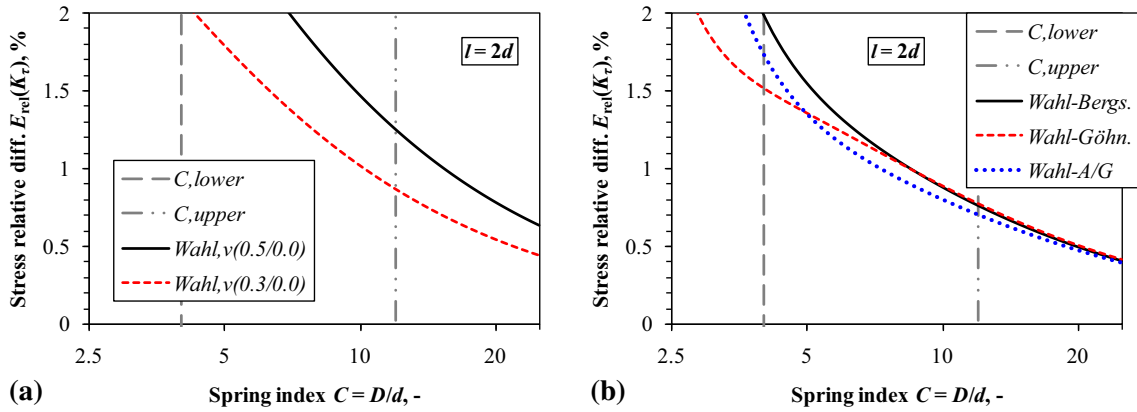 Stress relative diff. Erel(Kτ), %
2
1.5
1
0.5
0
l = 2d
C,lower
C,upper
Wahl,ν(0.5/0.0)
Wahl,ν(0.3/0.0)
2.5 5 10 20
(a)
Spring index C = D/d, -
Stress relative diff. Erel(Kτ), %
2
1.5
1
0.5
0
l = 2d
C,lower
C,upper
Wahl-Bergs.
Wahl-Göhn.
Wahl-A/G
2.5 5 10 20
(b)
Spring index C = D/d, -